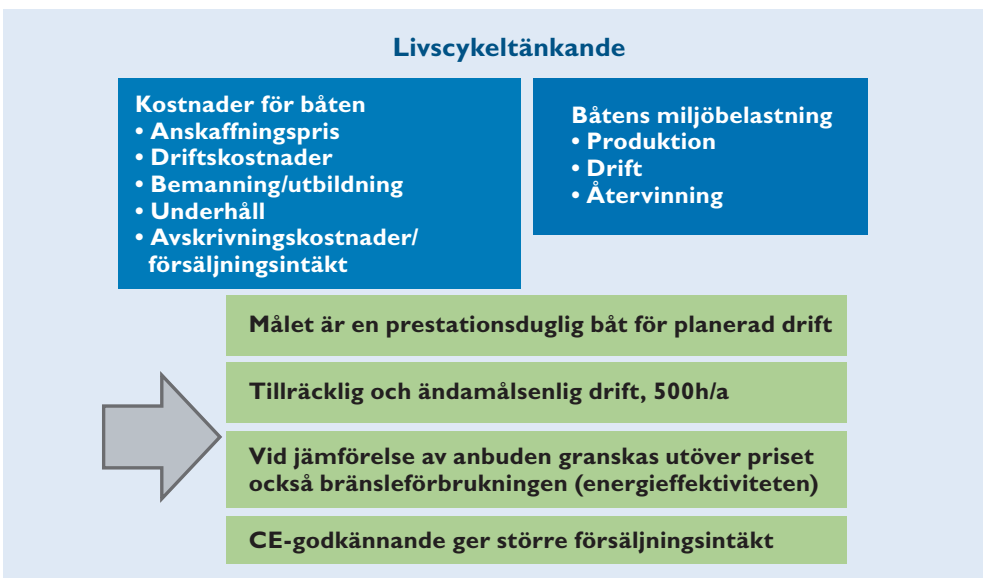 Livscykeltänkande
Kostnader för båten
• Anskaffningspris
• Driftskostnader
• Bemanning/utbildning
• Underhåll
• Avskrivningskostnader/
försäljningsintäkt
Båtens miljöbelastning
• Produktion
• Drift
• Återvinning
Målet är en prestationsduglig båt för planerad drift
Tillräcklig och ändamålsenlig drift, 500h/a
Vid jämförelse av anbuden granskas utöver priset
också bränsleförbrukningen (energieffektiviteten)
CE-godkännande ger större försäljningsintäkt